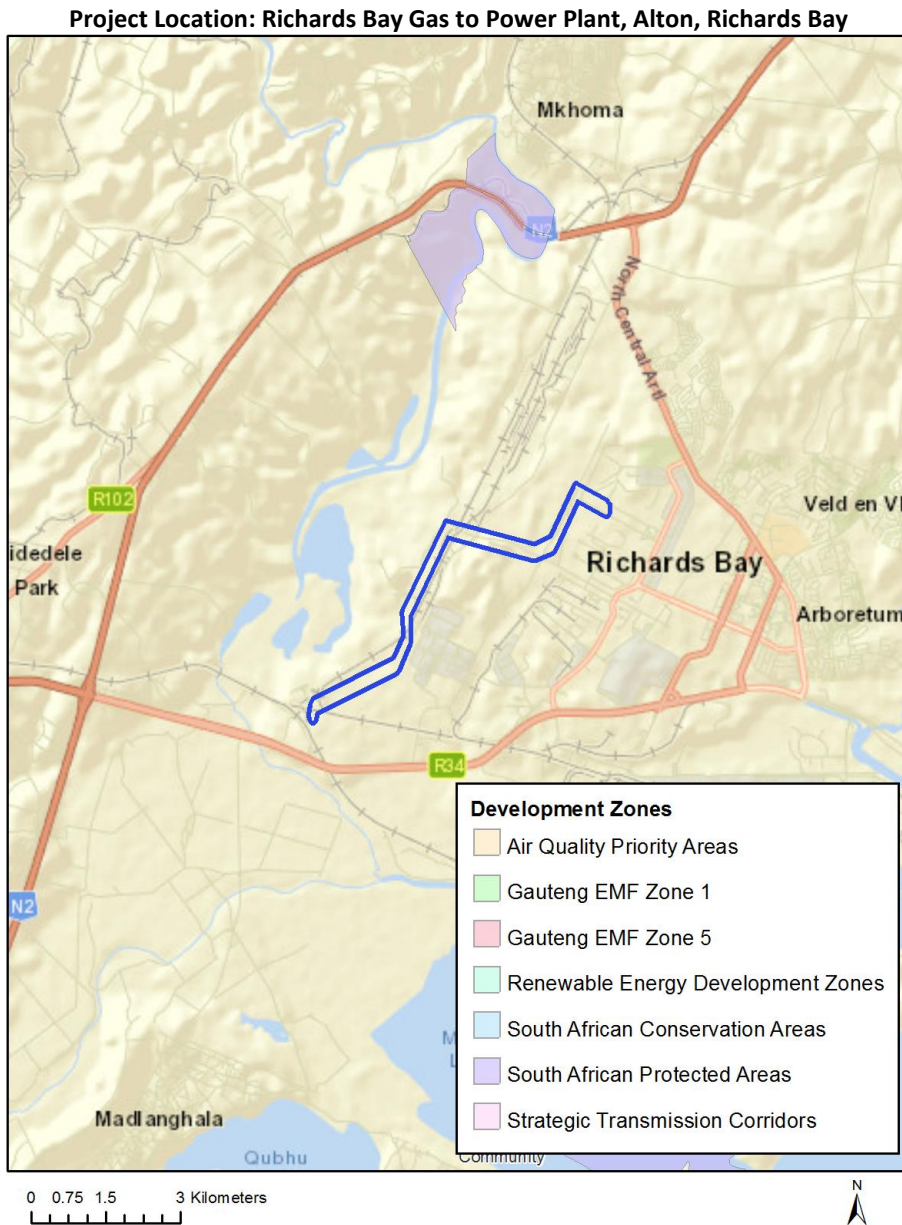 Project Location: Richards Bay Gas to Power Plant, Alton, Richards Bay
Mkhoma
N2
North Central Artl
R102
Veld en Vl
idedele
Park
Richards Bay
Arboretum
R34
N2
Development Zones
Air Quality Priority Areas
Gauteng EMF Zone 1
Gauteng EMF Zone 5
Renewable Energy Development Zones
South African Conservation Areas
South African Protected Areas
Strategic Transmission Corridors
M
L
Madlanghala
Qubhu
Community
0 0.75 1.5 3 Kilometers
N